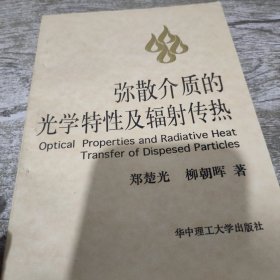 弥散介质的
光学特性及辐射传热
Optical Properties and Radiative Heat
Transfer of Dispesed Particles
郑楚光 柳朝晖 著
华中理工大学出版社